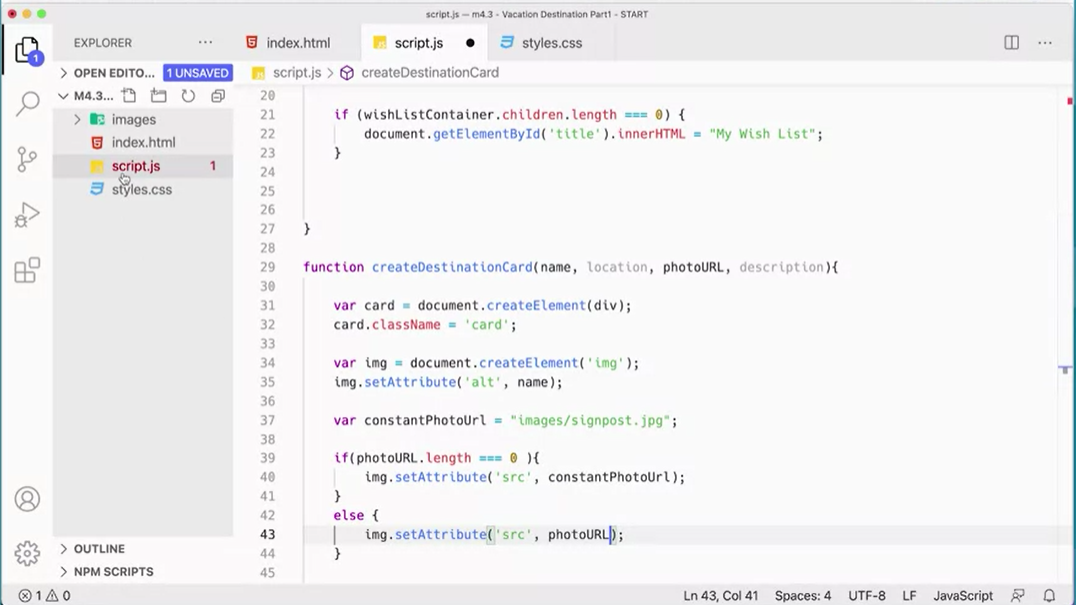 script.js — m4.3 - Vacation Destination Part1 - START
EXPLORER
index.html
script.js
styles.css
OPEN EDITO... 1 UNSAVED
script.js > createDestinationCard
M4.3...
images
index.html
script.js 1
styles.css
1
20
21 if (wishListContainer.children.length === 0) {
22 document.getElementById('title').innerHTML = "My Wish List";
23 }
24
25
26
27 }
28
29 function createDestinationCard(name, location, photoURL, description){
30
31 var card = document.createElement(div);
32 card.className = 'card';
33
34 var img = document.createElement('img');
35 img.setAttribute('alt', name);
36
37 var constantPhotoUrl = "images/signpost.jpg";
38
39 if(photoURL.length === 0 ){
40 img.setAttribute('src', constantPhotoUrl);
41 }
42 else {
43 img.setAttribute('src', photoURL);
44 }
45
OUTLINE
NPM SCRIPTS
1 0
Ln 43, Col 41 Spaces: 4 UTF-8 LF JavaScript